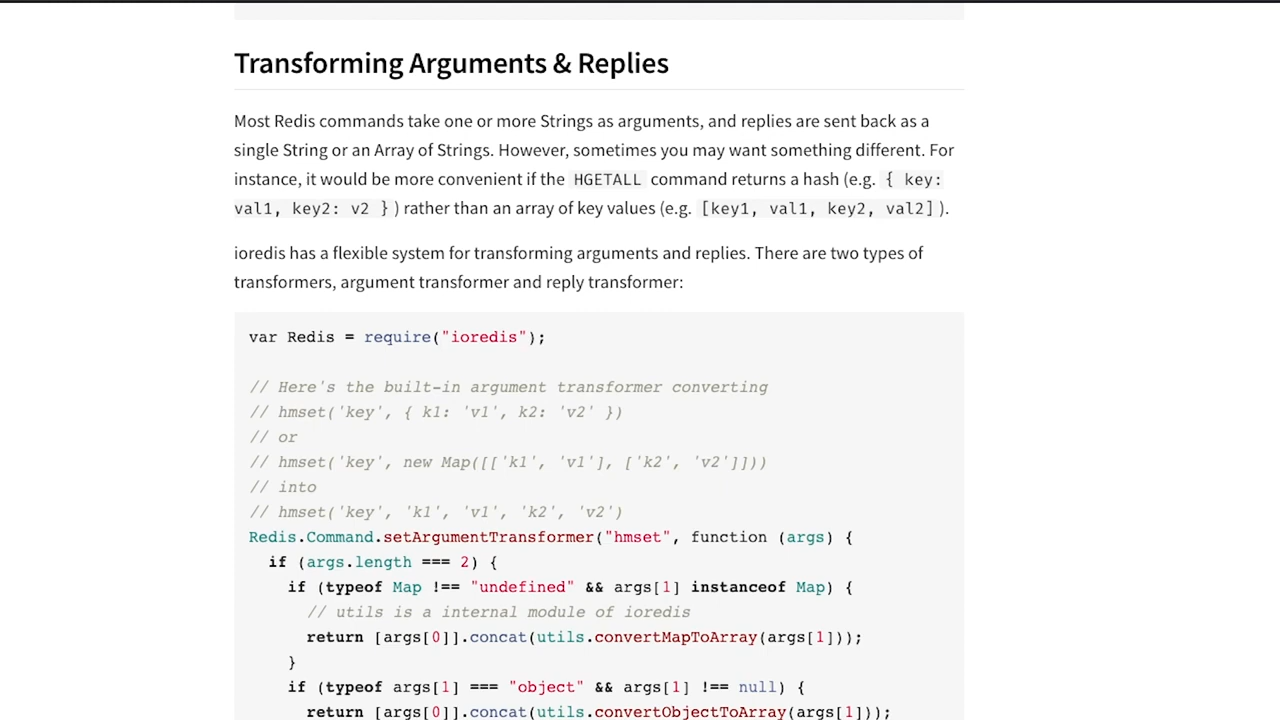 Transforming Arguments & Replies
Most Redis commands take one or more Strings as arguments, and replies are sent back as a
single String or an Array of Strings. However, sometimes you may want something different. For
instance, it would be more convenient if the HGETALL command returns a hash (e.g. { key:
val1, key2: v2 } ) rather than an array of key values (e.g. [key1, val1, key2, val2] ).
ioredis has a flexible system for transforming arguments and replies. There are two types of
transformers, argument transformer and reply transformer:
var Redis = require("ioredis");
// Here's the built-in argument transformer converting
// hmset('key', { k1: 'v1', k2: 'v2' })
// or
// hmset('key', new Map([['k1', 'v1'], ['k2', 'v2']]))
// into
// hmset('key', 'k1', 'v1', 'k2', 'v2')
Redis.Command.setArgumentTransformer("hmset", function (args) {
  if (args.length === 2) {
    if (typeof Map !== "undefined" && args[1] instanceof Map) {
      // utils is a internal module of ioredis
      return [args[0]].concat(utils.convertMapToArray(args[1]));
    }
    if (typeof args[1] === "object" && args[1] !== null) {
      return [args[0]].concat(utils.convertObjectToArray(args[1]));